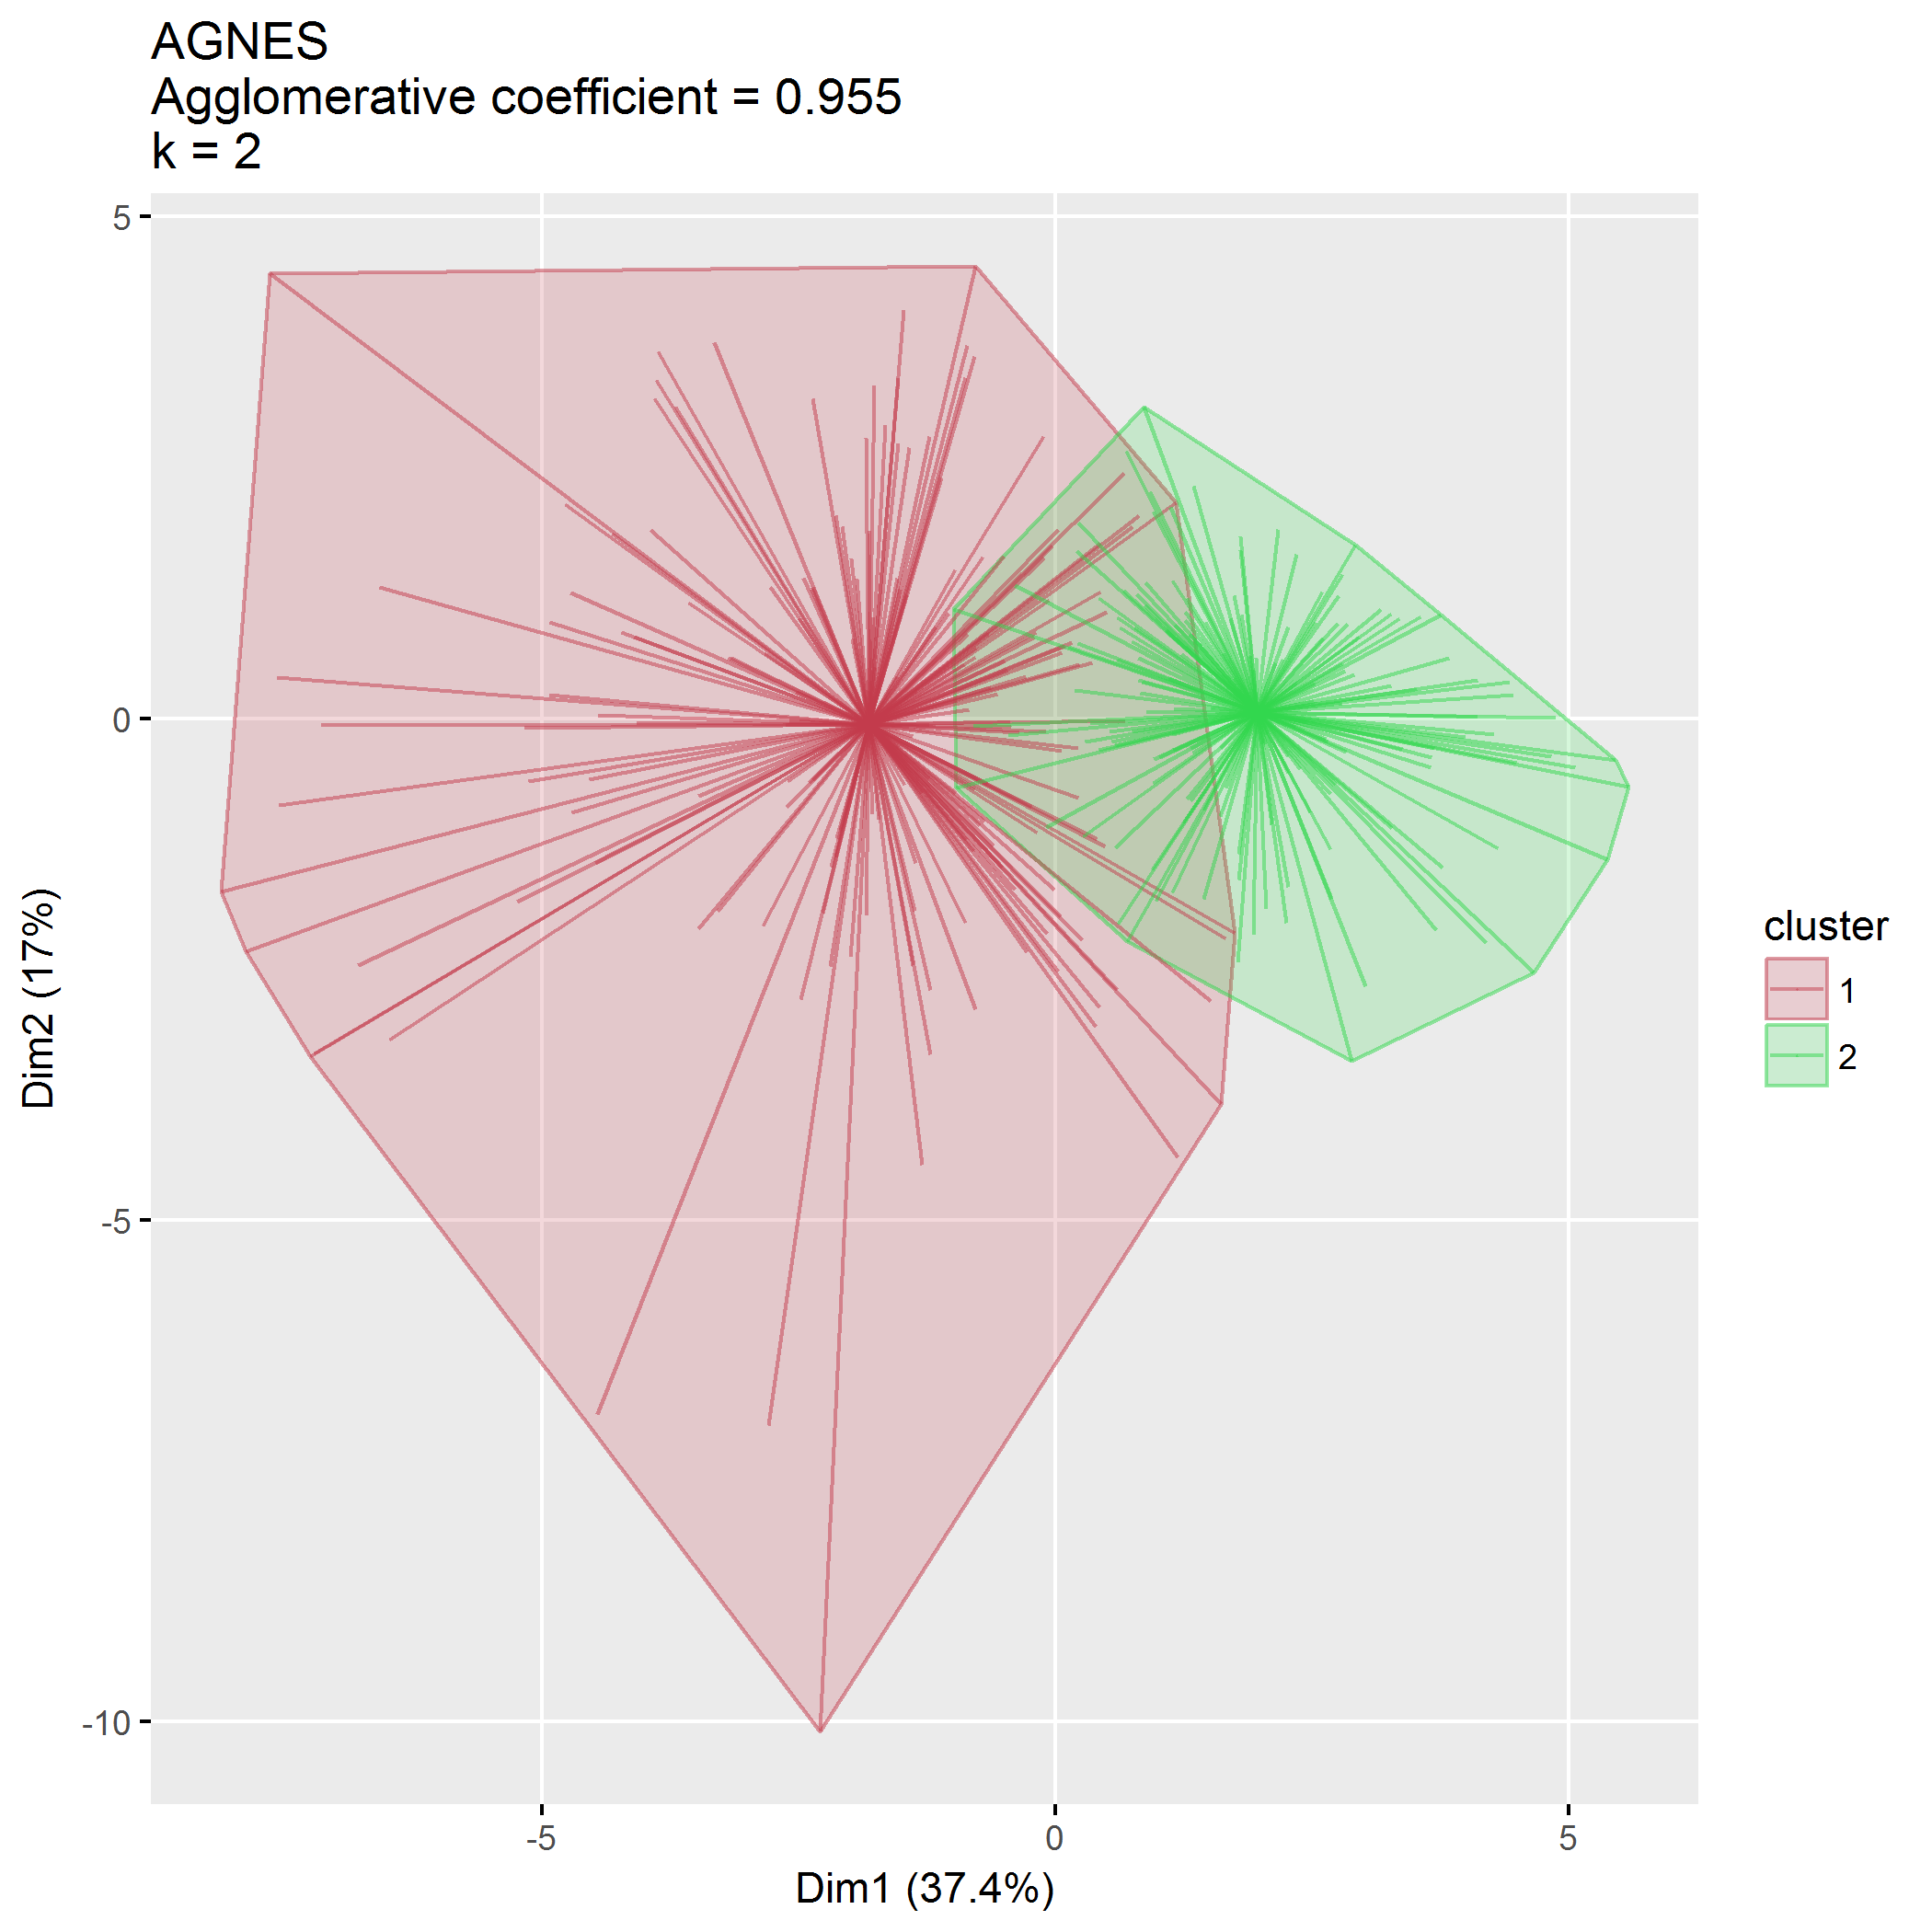 AGNES
Agglomerative coefficient = 0.955
k = 2
5
0
-5
-10
Dim2 (17%)
-5
0
5
Dim1 (37.4%)
cluster
1
2